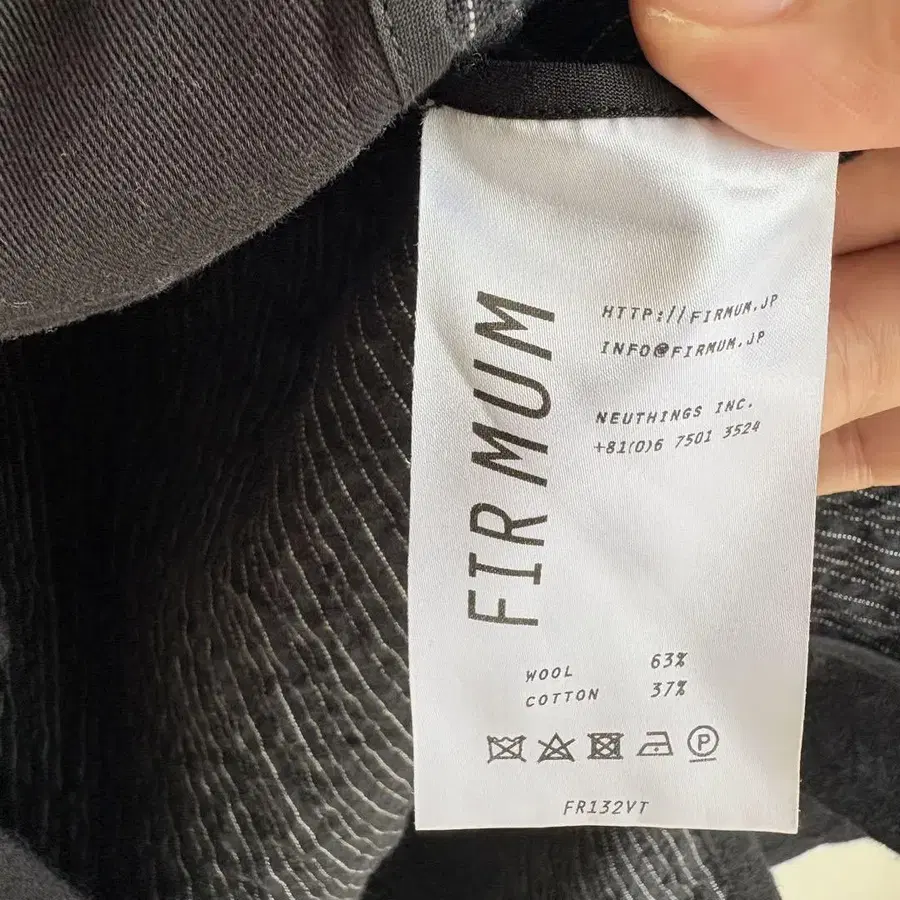 FIRMUM
HTTP://FIRMUM.JP
INFO@FIRMUM.JP
NEUTHINGS INC.
+81(0)6 7501 3524
WOOL 63%
COTTON 37%
P
FR132VT